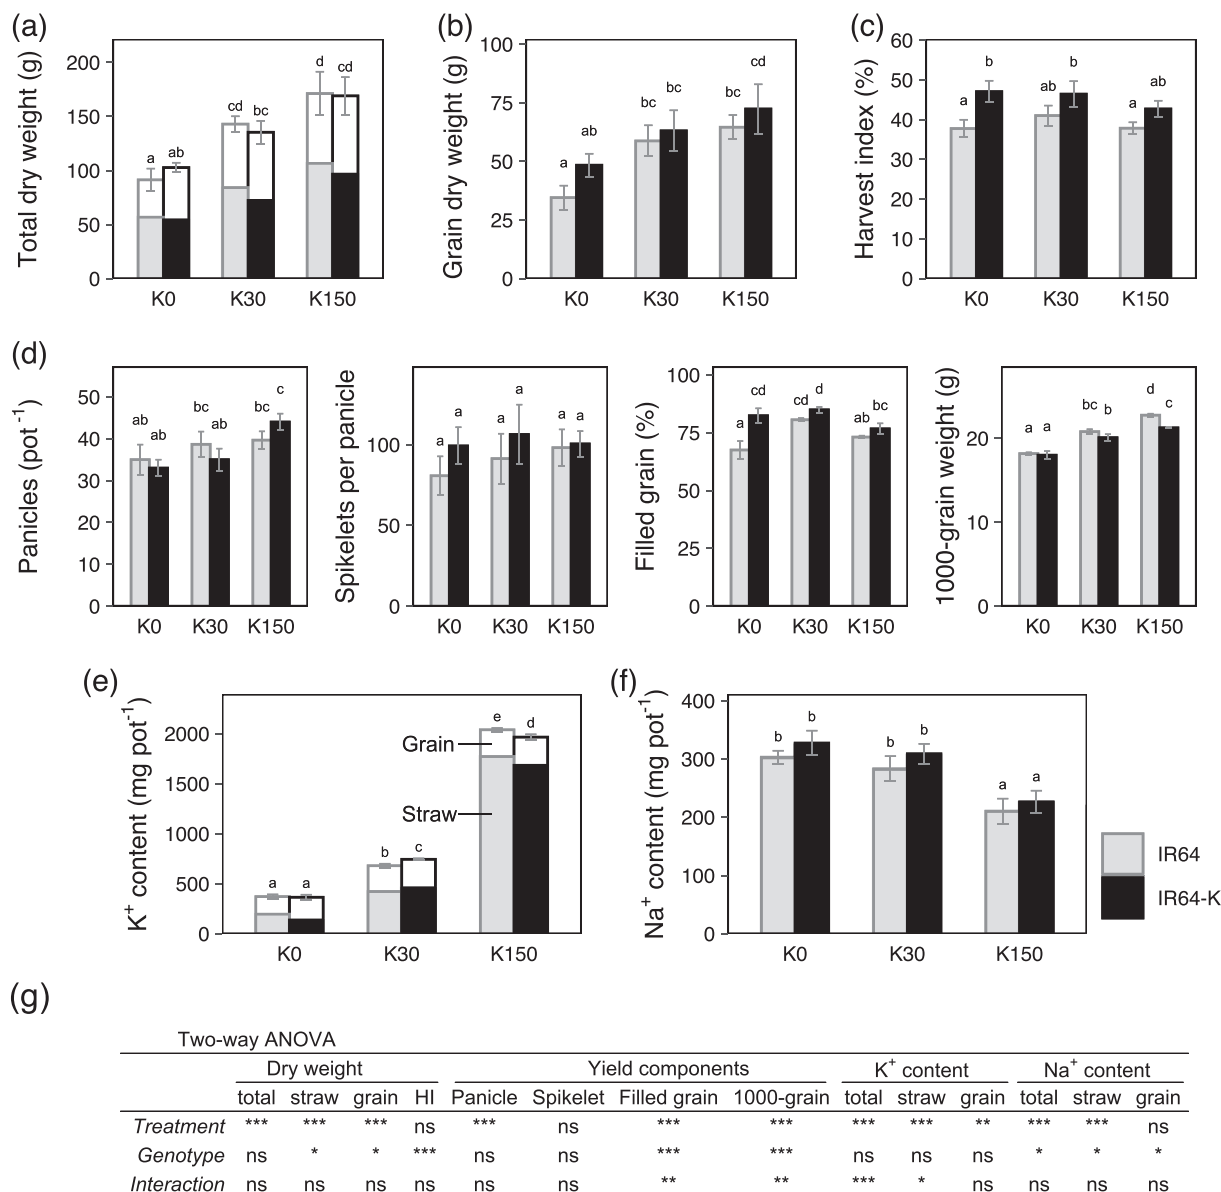 (a)
Total dry weight (g)
200
150
100
50
0
a ab cd bc d cd
K0 K30 K150
(b)
Grain dry weight (g)
100
75
50
25
0
a ab bc bc bc cd
K0 K30 K150
(c)
Harvest index (%)
60
50
40
30
20
10
0
a b ab b a ab
K0 K30 K150
(d)
Panicles (pot⁻¹)
50
40
30
20
10
0
ab ab bc ab bc c
K0 K30 K150
Spikelets per panicle
100
50
0
a a a a a a
K0 K30 K150
Filled grain (%)
100
75
50
25
0
a cd cd d ab bc
K0 K30 K150
1000-grain weight (g)
20
10
0
a a bc b d c
K0 K30 K150
(e)
K⁺ content (mg pot⁻¹)
2000
1500
1000
500
0
a a b c e d
Grain
Straw
K0 K30 K150
(f)
Na⁺ content (mg pot⁻¹)
400
300
200
100
0
b b b b a a
K0 K30 K150
IR64
IR64-K
(g)
Two-way ANOVA
Dry weight Yield components K⁺ content Na⁺ content
total straw grain HI Panicle Spikelet Filled grain 1000-grain total straw grain total straw grain
Treatment *** *** *** ns *** ns *** *** *** *** ** *** *** ns
Genotype ns * * *** ns ns *** *** ns ns ns * * *
Interaction ns ns ns ns ns ns ** ** *** * ns ns ns ns